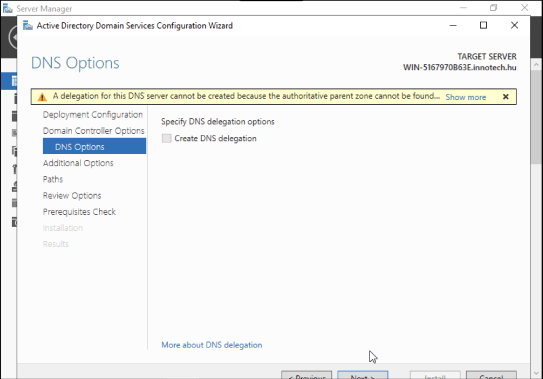 Server Manager
Active Directory Domain Services Configuration Wizard
DNS Options
TARGET SERVER
WIN-5167970B63E.innotech.hu
A delegation for this DNS server cannot be created because the authoritative parent zone cannot be found... Show more
Deployment Configuration
Domain Controller Options
DNS Options
Additional Options
Paths
Review Options
Prerequisites Check
Installation
Results
Specify DNS delegation options
Create DNS delegation
More about DNS delegation
< Previous
Next >
Install
Cancel